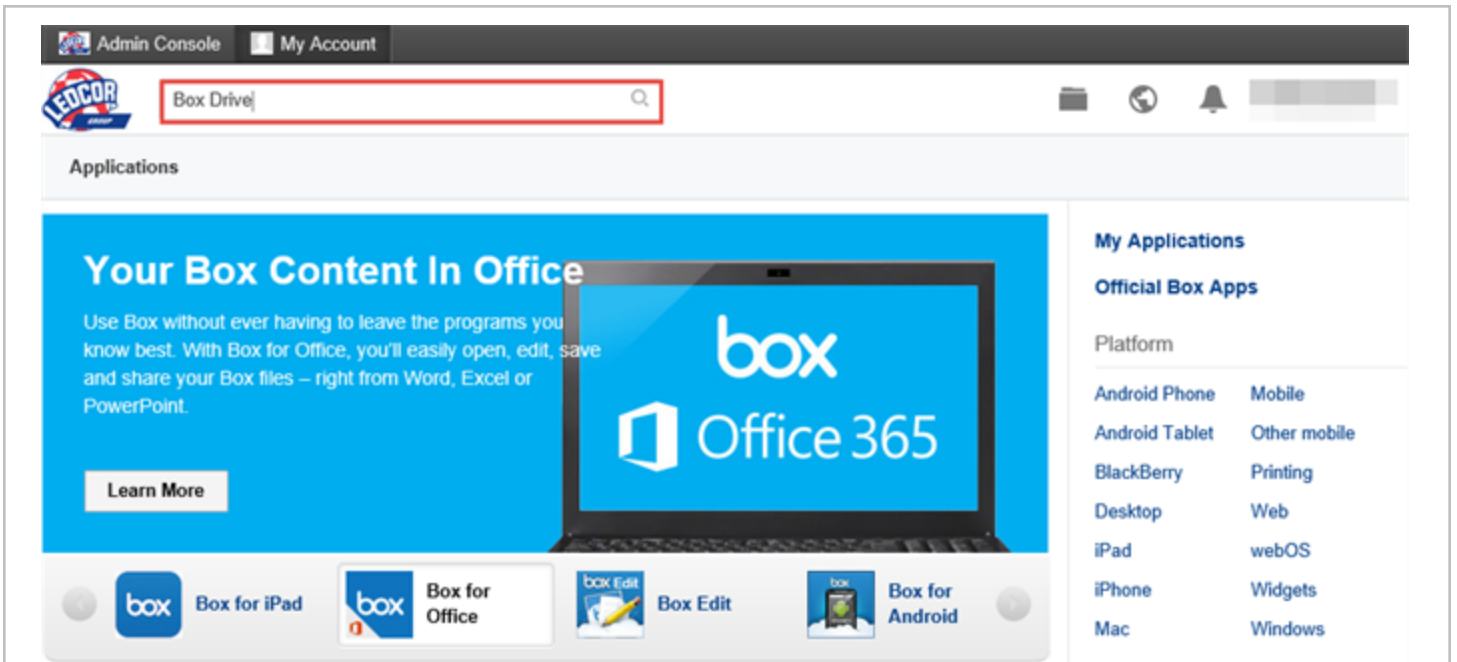 Admin Console My Account
LEDCOR
GROUP
Box Drive
Applications
Your Box Content In Office
Use Box without ever having to leave the programs you
know best. With Box for Office, you'll easily open, edit, save
and share your Box files – right from Word, Excel or
PowerPoint.
Learn More
box
Office 365
box
Box for iPad
box
Box for
Office
box Edit
Box Edit
box
Box for
Android
My Applications
Official Box Apps
Platform
Android Phone Mobile
Android Tablet Other mobile
BlackBerry Printing
Desktop Web
iPad webOS
iPhone Widgets
Mac Windows